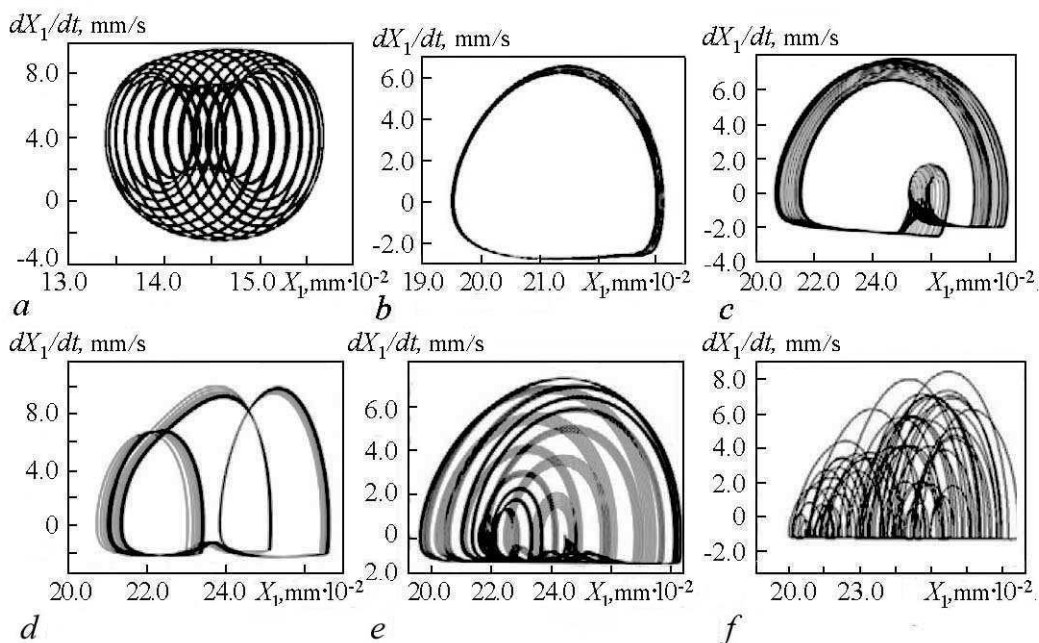 dX₁/dt, mm/s
8.0
4.0
0
-4.0
13.0 14.0 15.0 X₁,mm·10⁻²
a
dX₁/dt, mm/s
6.0
4.0
2.0
0
-2.0
19.0 20.0 21.0 X₁,mm·10⁻²
b
dX₁/dt, mm/s
8.0
6.0
4.0
2.0
0
-2.0
-4.0
20.0 22.0 24.0 X₁,mm·10⁻²
c
dX₁/dt, mm/s
8.0
4.0
0
20.0 22.0 24.0 X₁,mm·10⁻²
d
dX₁/dt, mm/s
6.0
4.0
2.0
0
2.0
20.0 22.0 24.0 X₁,mm·10⁻²
e
dX₁/dt, mm/s
8.0
6.0
4.0
2.0
0
-2.0
20.0 23.0 X₁,mm·10⁻²
f